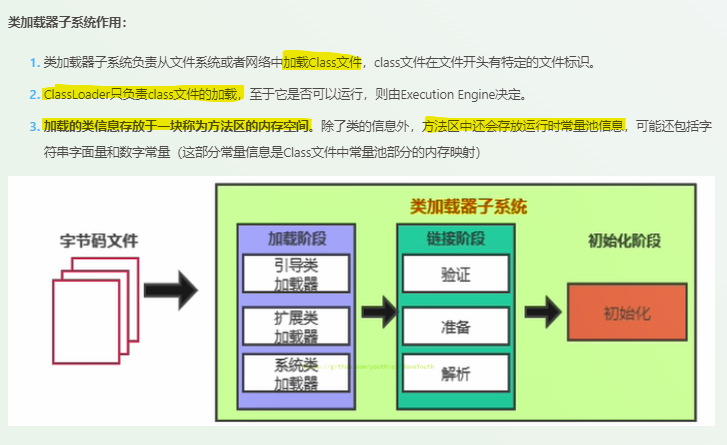 类加载器子系统作用：
1. 类加载器子系统负责从文件系统或者网络中加载Class文件，class文件在文件开头有特定的文件标识。
2. ClassLoader只负责class文件的加载，至于它是否可以运行，则由Execution Engine决定。
3. 加载的类信息存放于一块称为方法区的内存空间。除了类的信息外，方法区中还会存放运行时常量池信息，可能还包括字
符串字面量和数字常量（这部分常量信息是Class文件中常量池部分的内存映射）
类加载器子系统
字节码文件
加载阶段
引导类
加载器
扩展类
加载器
系统类
加载器
链接阶段
验证
准备
解析
初始化阶段
初始化